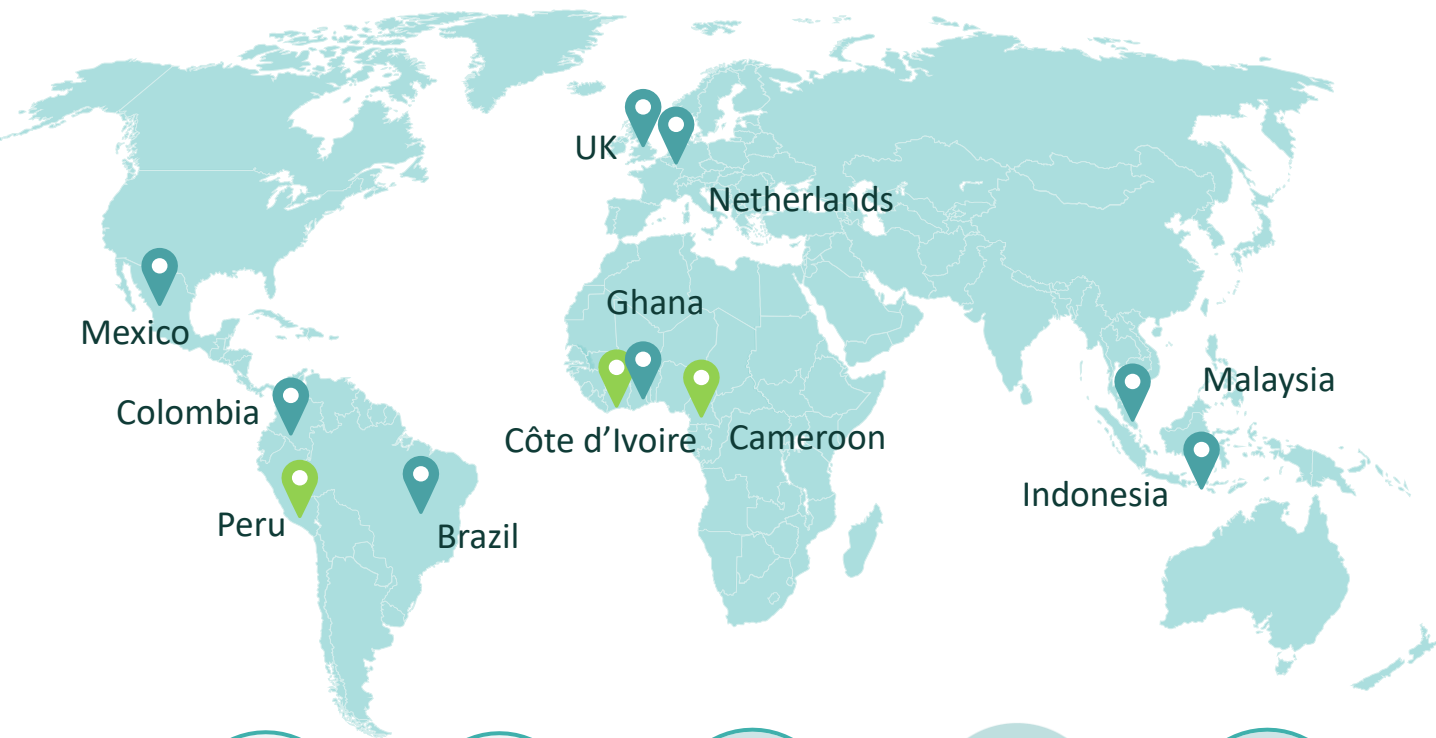 UK
Netherlands
Ghana
Mexico
Malaysia
Colombia
Côte d’Ivoire
Cameroon
Indonesia
Peru
Brazil